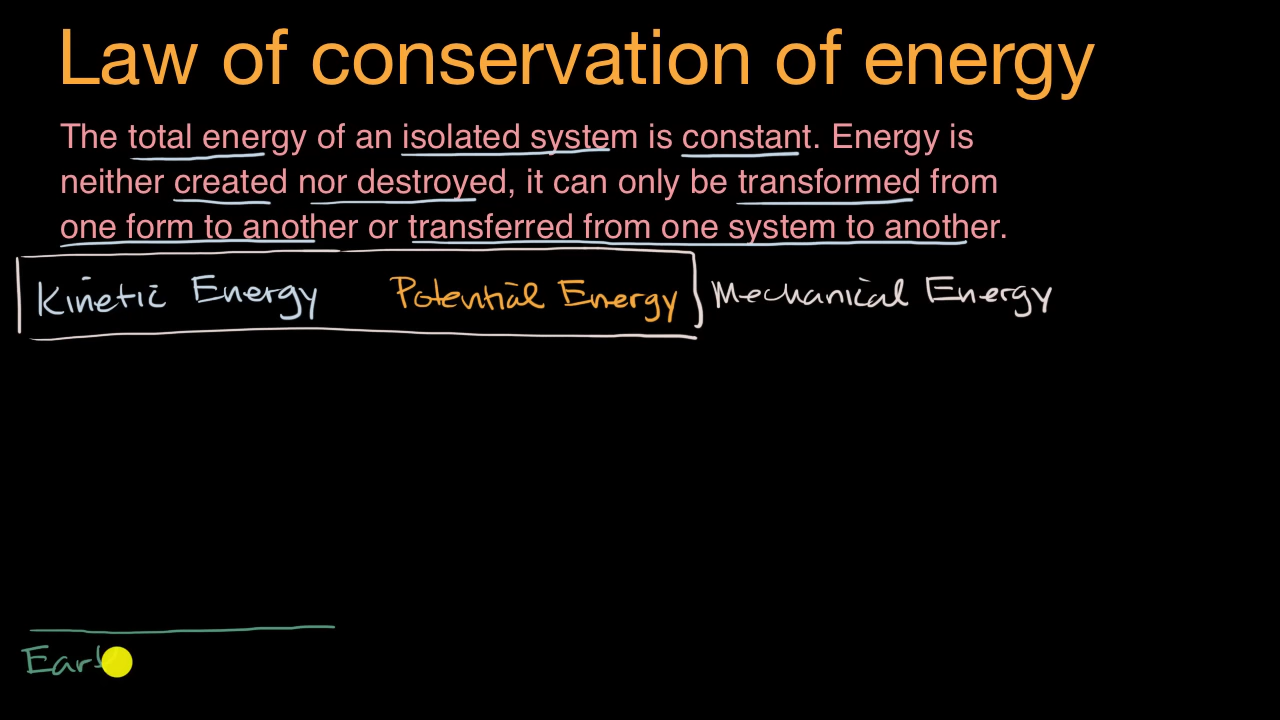 Law of conservation of energy
The total energy of an isolated system is constant. Energy is
neither created nor destroyed, it can only be transformed from
one form to another or transferred from one system to another.
Kinetic Energy Potential Energy Mechanical Energy